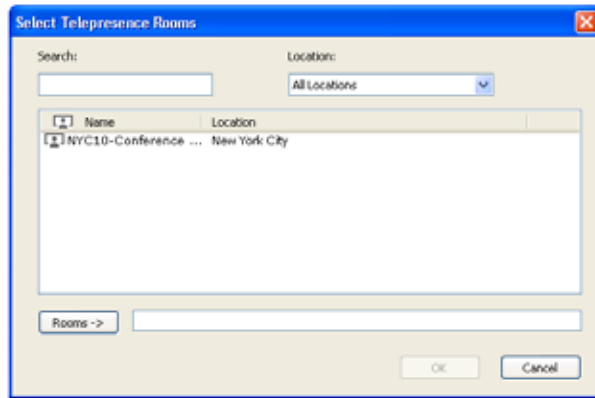 Select Telepresence Rooms
Search:
Location:
All Locations
Name Location
NYC10-Conference ... New York City
Rooms ->
OK Cancel